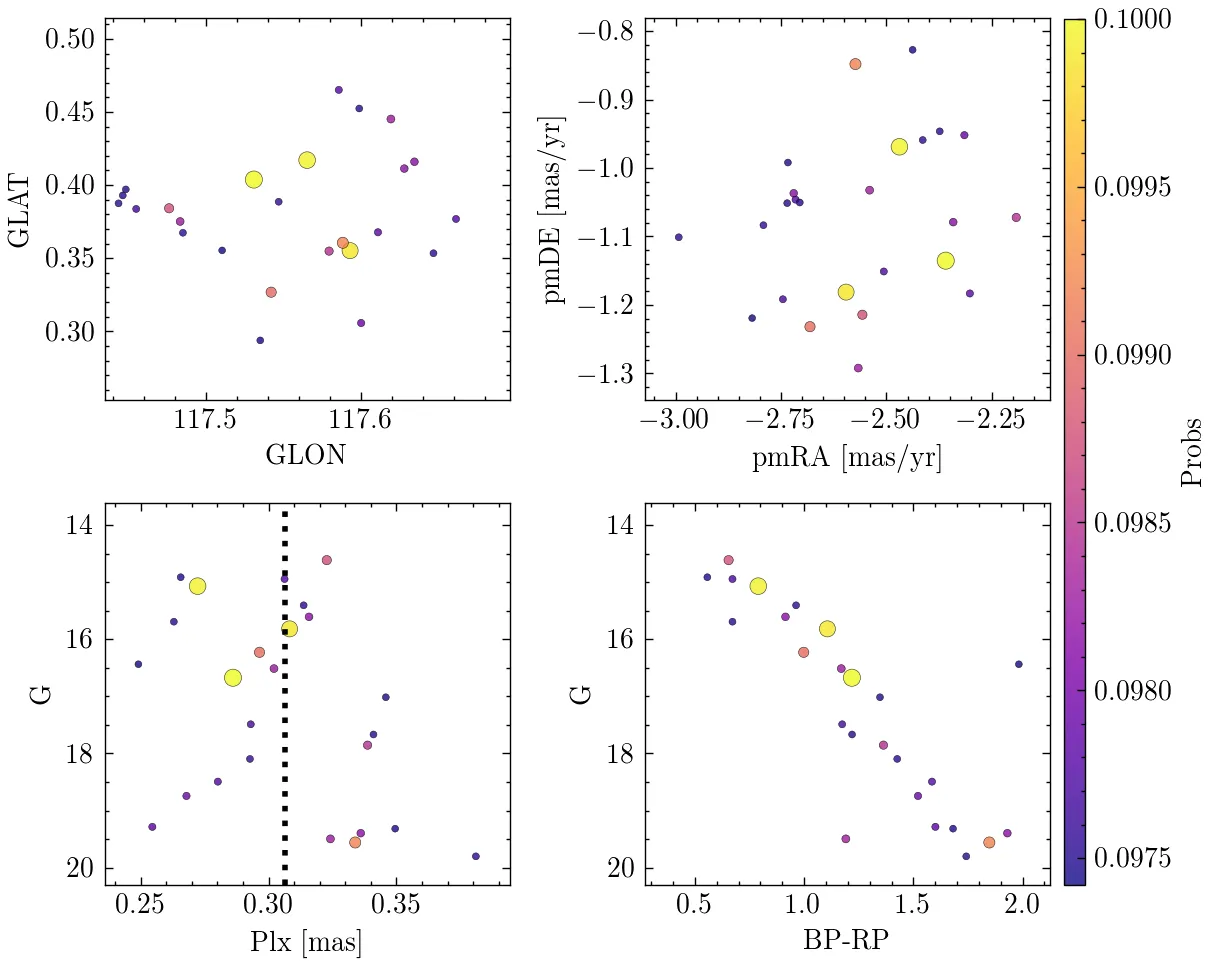 0.50
0.45
0.40
0.35
0.30
GLAT
117.5 117.6
GLON
−0.8
−0.9
−1.0
−1.1
−1.2
−1.3
pmDE [mas/yr]
−3.00 −2.75 −2.50 −2.25
pmRA [mas/yr]
0.1000
0.0995
0.0990
0.0985
0.0980
0.0975
Probs
14
16
18
20
G
0.25 0.30 0.35
Plx [mas]
14
16
18
20
G
0.5 1.0 1.5 2.0
BP-RP